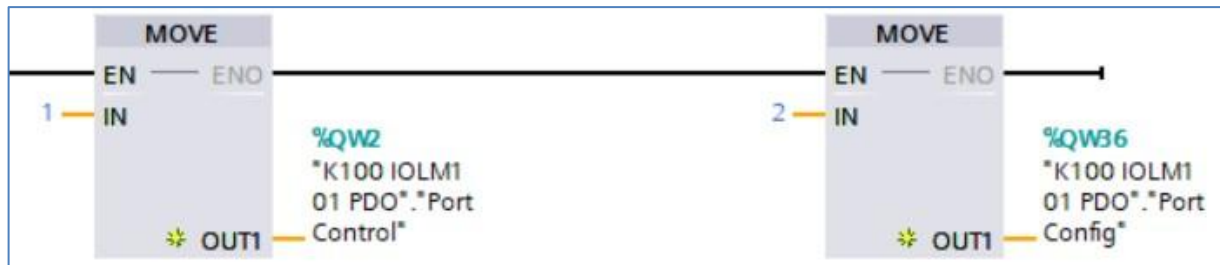 MOVE
EN ENO
1 IN
%QW2
"K100 IOLM1
01 PDO"."Port
Control"
OUT1
MOVE
EN ENO
2 IN
%QW36
"K100 IOLM1
01 PDO"."Port
Config"
OUT1